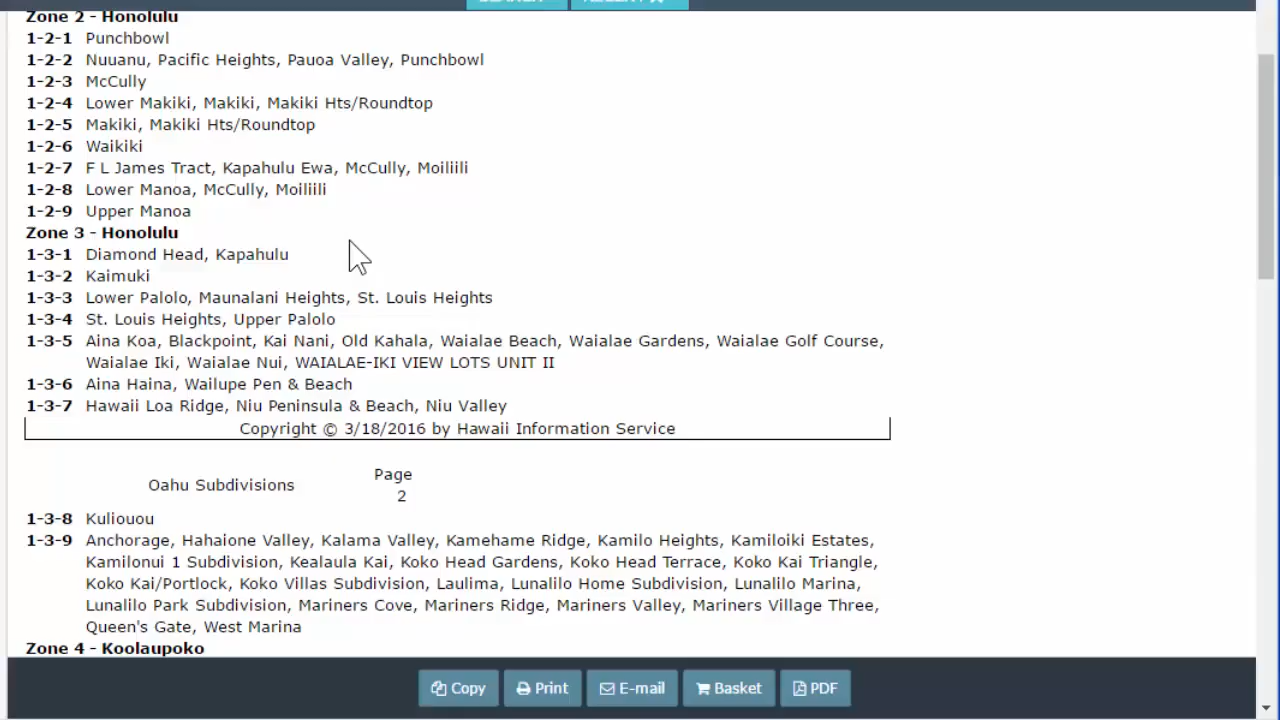 Zone 2 - Honolulu
1-2-1 Punchbowl
1-2-2 Nuuanu, Pacific Heights, Pauoa Valley, Punchbowl
1-2-3 McCully
1-2-4 Lower Makiki, Makiki, Makiki Hts/Roundtop
1-2-5 Makiki, Makiki Hts/Roundtop
1-2-6 Waikiki
1-2-7 F L James Tract, Kapahulu Ewa, McCully, Moiliili
1-2-8 Lower Manoa, McCully, Moiliili
1-2-9 Upper Manoa
Zone 3 - Honolulu
1-3-1 Diamond Head, Kapahulu
1-3-2 Kaimuki
1-3-3 Lower Palolo, Maunalani Heights, St. Louis Heights
1-3-4 St. Louis Heights, Upper Palolo
1-3-5 Aina Koa, Blackpoint, Kai Nani, Old Kahala, Waialae Beach, Waialae Gardens, Waialae Golf Course,
Waialae Iki, Waialae Nui, WAIALAE-IKI VIEW LOTS UNIT II
1-3-6 Aina Haina, Wailupe Pen & Beach
1-3-7 Hawaii Loa Ridge, Niu Peninsula & Beach, Niu Valley
Copyright © 3/18/2016 by Hawaii Information Service
Oahu Subdivisions
Page
2
1-3-8 Kuliouou
1-3-9 Anchorage, Hahaione Valley, Kalama Valley, Kamehame Ridge, Kamilo Heights, Kamiloiki Estates,
Kamilonui 1 Subdivision, Kealaula Kai, Koko Head Gardens, Koko Head Terrace, Koko Kai Triangle,
Koko Kai/Portlock, Koko Villas Subdivision, Laulima, Lunalilo Home Subdivision, Lunalilo Marina,
Lunalilo Park Subdivision, Mariners Cove, Mariners Ridge, Mariners Valley, Mariners Village Three,
Queen's Gate, West Marina
Zone 4 - Koolaupoko
Copy Print E-mail Basket PDF